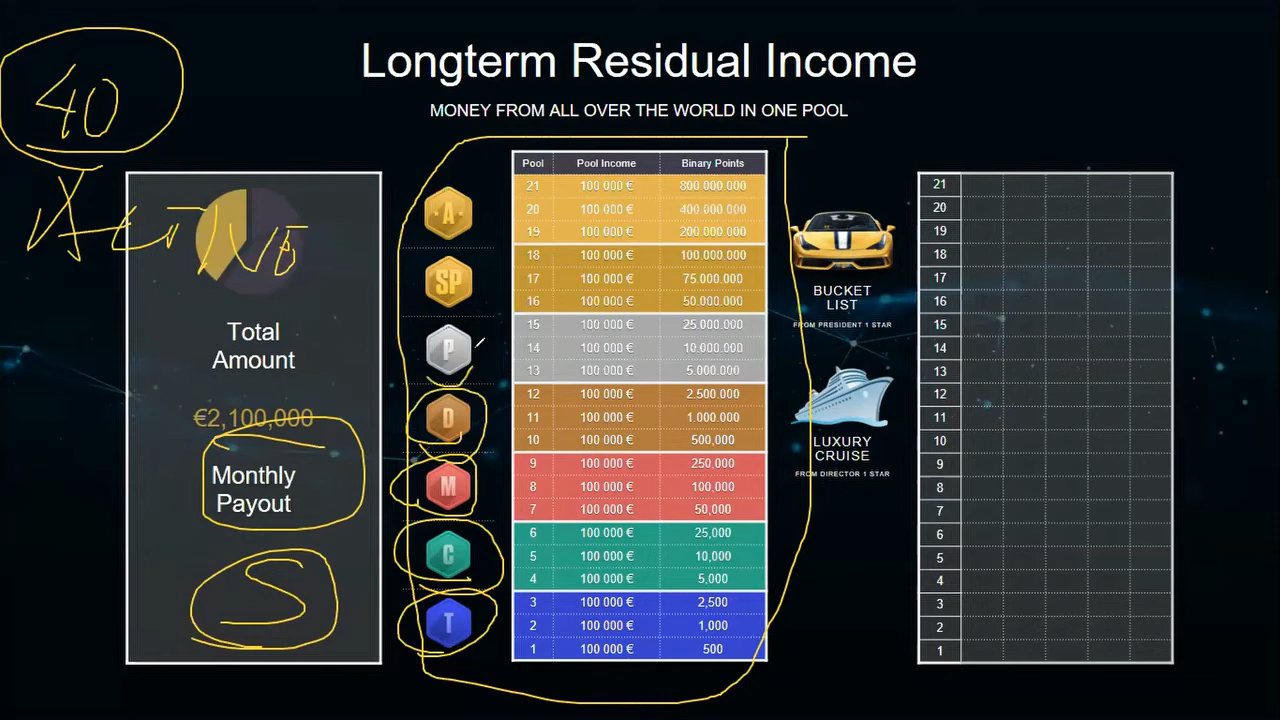 Longterm Residual Income
MONEY FROM ALL OVER THE WORLD IN ONE POOL
40
Total
Amount
€2,100,000
Monthly
Payout
S
A
SP
P
D
M
C
T
Pool Pool Income Binary Points
21 100 000 € 800.000.000
20 100 000 € 400.000.000
19 100 000 € 200.000.000
18 100 000 € 100.000.000
17 100 000 € 75.000.000
16 100 000 € 50.000.000
15 100 000 € 25.000.000
14 100 000 € 10.000.000
13 100 000 € 5.000.000
12 100 000 € 2.500.000
11 100 000 € 1.000.000
10 100 000 € 500,000
9 100 000 € 250,000
8 100 000 € 100,000
7 100 000 € 50,000
6 100 000 € 25,000
5 100 000 € 10,000
4 100 000 € 5,000
3 100 000 € 2,500
2 100 000 € 1,000
1 100 000 € 500
BUCKET
LIST
FROM PRESIDENT 1 STAR
LUXURY
CRUISE
FROM DIRECTOR 1 STAR
21
20
19
18
17
16
15
14
13
12
11
10
9
8
7
6
5
4
3
2
1